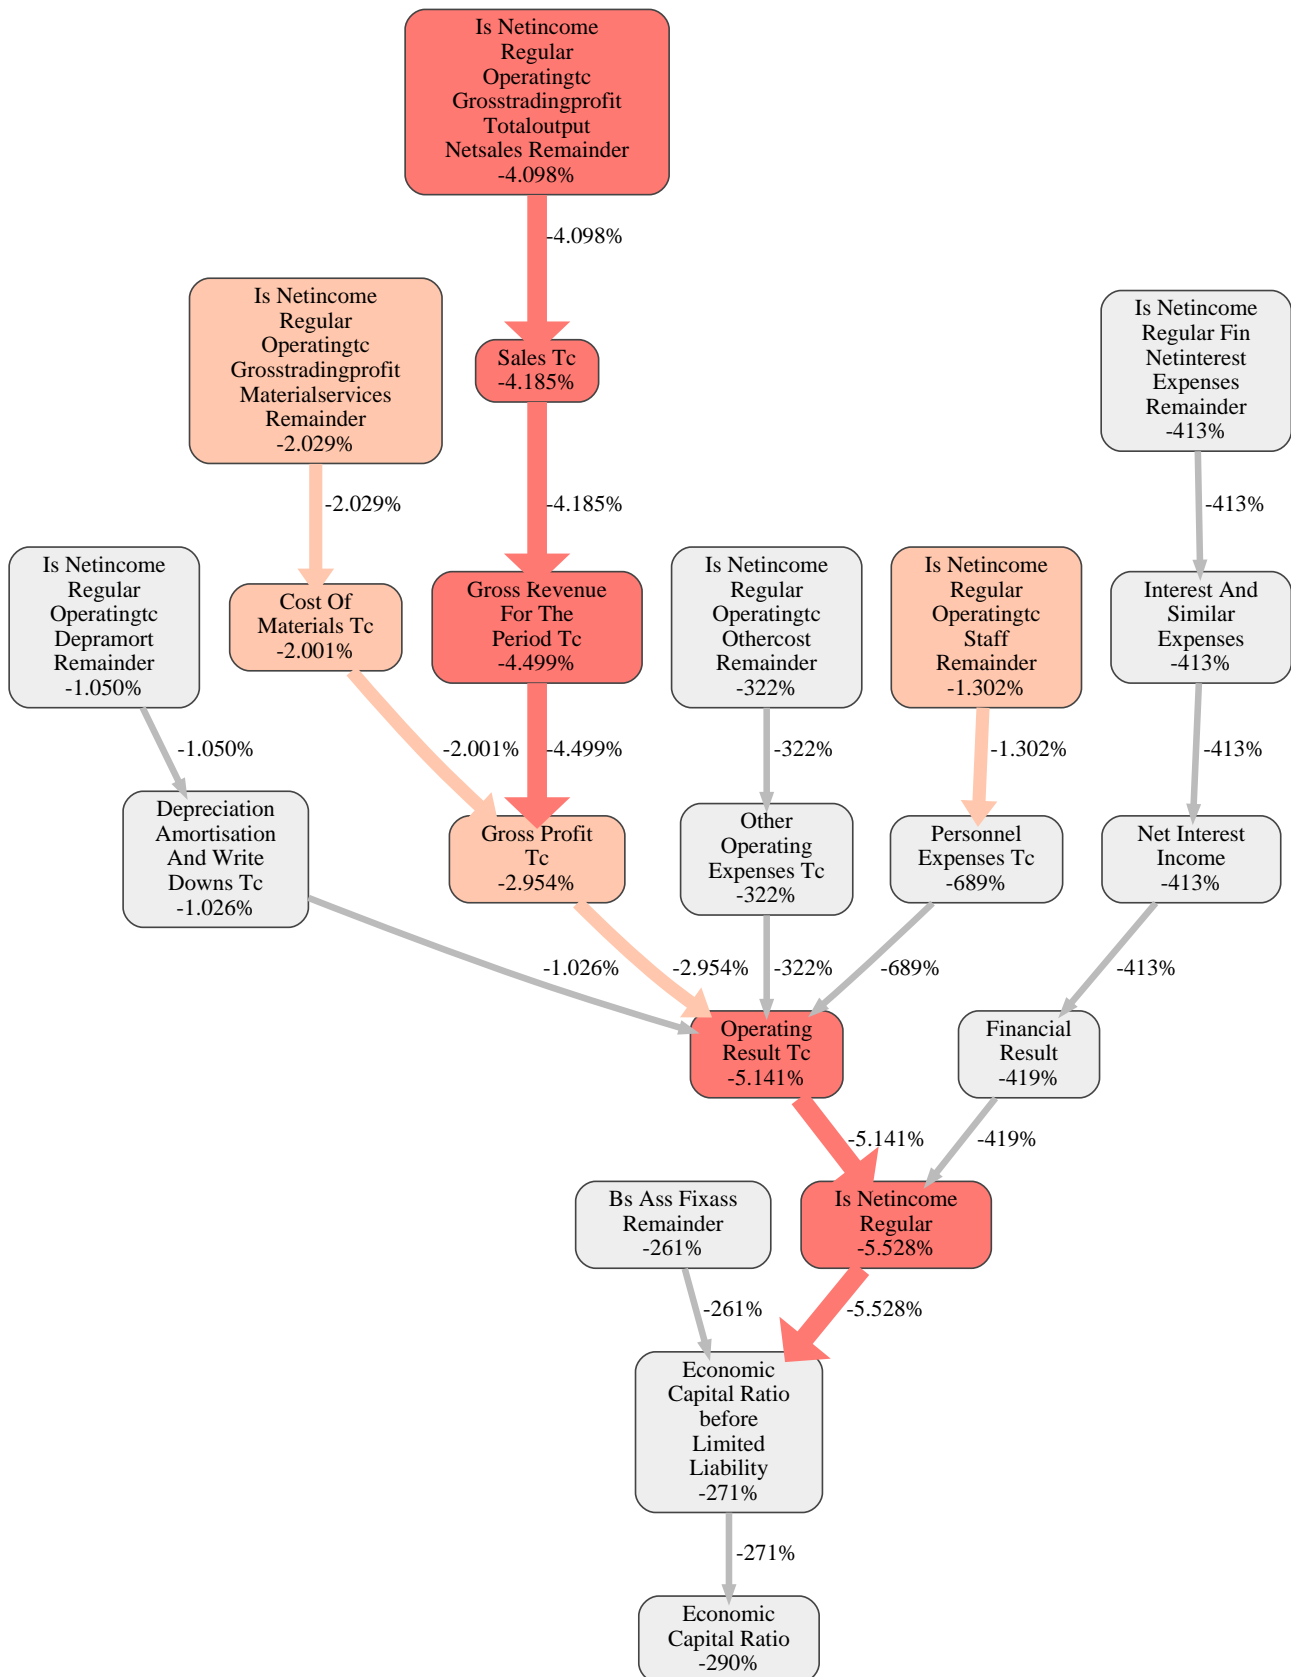 Is Netincome
Regular
Operatingtc
Grosstradingprofit
Totaloutput
Netsales Remainder
-4.098%
-4.098%
Is Netincome
Regular
Operatingtc
Grosstradingprofit
Materialservices
Remainder
-2.029%
Sales Tc
-4.185%
Is Netincome
Regular Fin
Netinterest
Expenses
Remainder
-413%
-2.029%
-4.185%
-413%
Is Netincome
Regular
Operatingtc
Depramort
Remainder
-1.050%
Cost Of
Materials Tc
-2.001%
Gross Revenue
For The
Period Tc
-4.499%
Is Netincome
Regular
Operatingtc
Othercost
Remainder
-322%
Is Netincome
Regular
Operatingtc
Staff
Remainder
-1.302%
Interest And
Similar
Expenses
-413%
-1.050%
-2.001%
-4.499%
-322%
-1.302%
-413%
Depreciation
Amortisation
And Write
Downs Tc
-1.026%
Gross Profit
Tc
-2.954%
Other
Operating
Expenses Tc
-322%
Personnel
Expenses Tc
-689%
Net Interest
Income
-413%
-1.026%
-2.954%
-322%
-689%
-413%
Operating
Result Tc
-5.141%
Financial
Result
-419%
-5.141%
-419%
Bs Ass Fixass
Remainder
-261%
Is Netincome
Regular
-5.528%
-261%
-5.528%
Economic
Capital Ratio
before
Limited
Liability
-271%
-271%
Economic
Capital Ratio
-290%